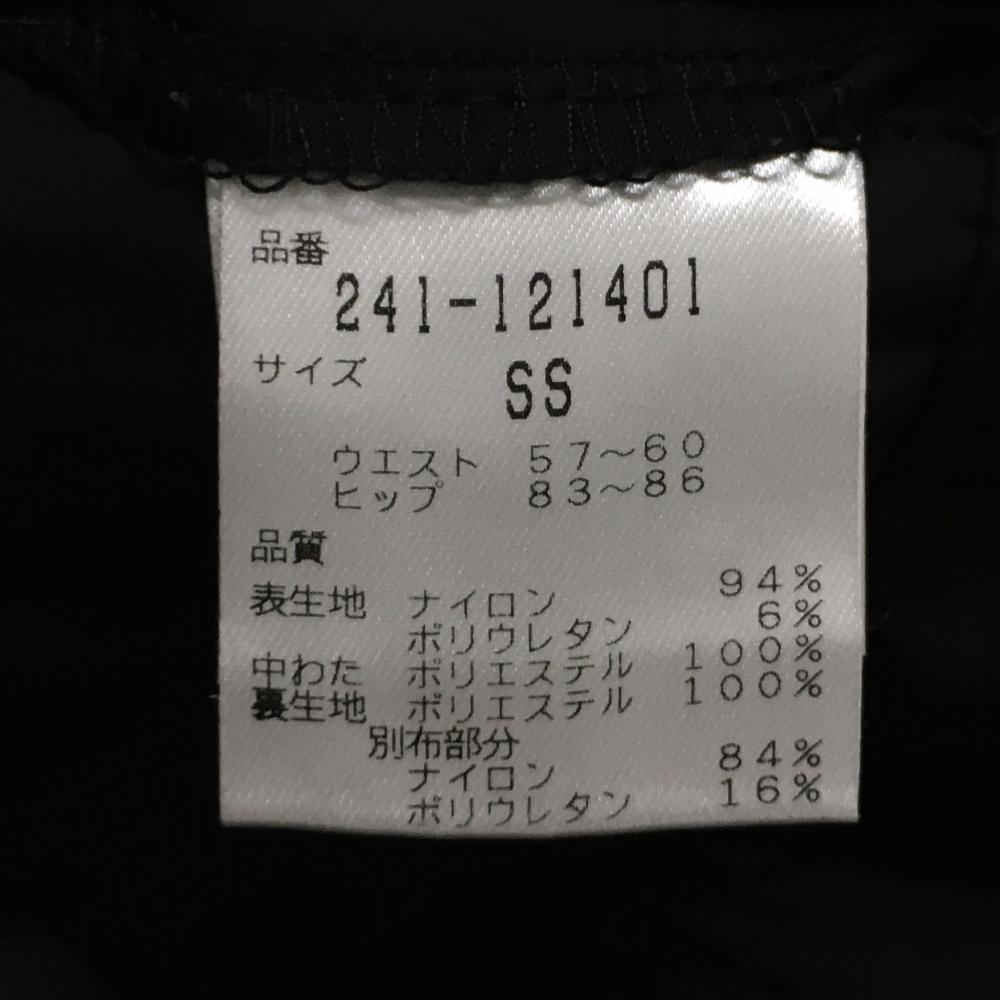 品番
241-121401
サイズ
SS
ウエスト 57～60
ヒップ 83～86
品質
表生地 ナイロン 94%
ポリウレタン 6%
中わた ポリエステル 100%
裏生地 ポリエステル 100%
別布部分
ナイロン 84%
ポリウレタン 16%